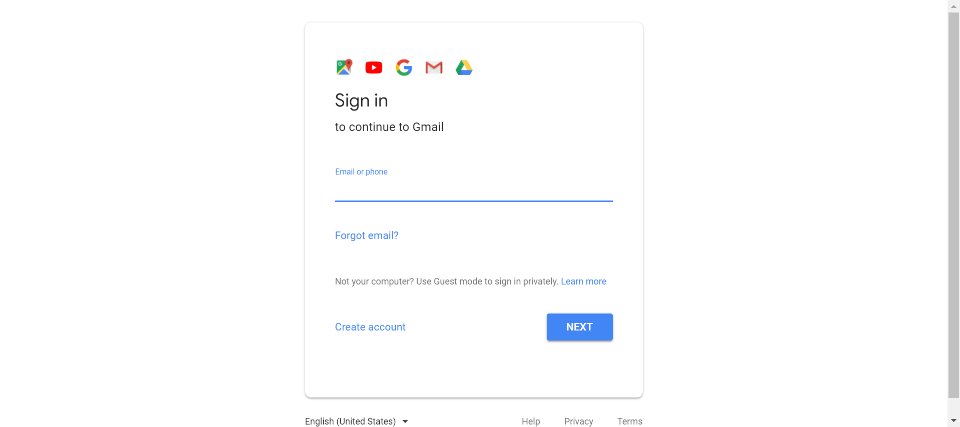 Sign in
to continue to Gmail
Email or phone
Forgot email?
Not your computer? Use Guest mode to sign in privately. Learn more
Create account NEXT
English (United States) Help Privacy Terms